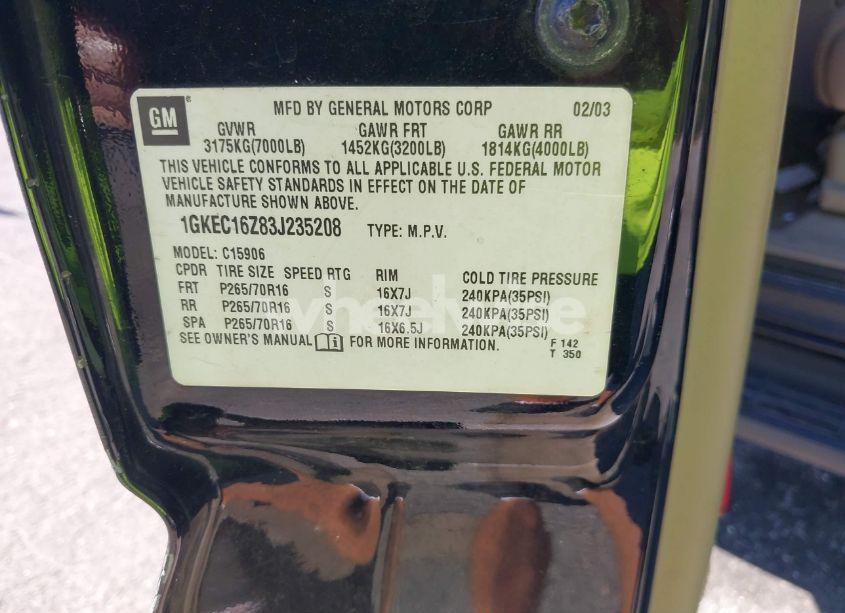 GM
MFD BY GENERAL MOTORS CORP 02/03
GVWR GAWR FRT GAWR RR
3175KG(7000LB) 1452KG(3200LB) 1814KG(4000LB)
THIS VEHICLE CONFORMS TO ALL APPLICABLE U.S. FEDERAL MOTOR
VEHICLE SAFETY STANDARDS IN EFFECT ON THE DATE OF
MANUFACTURE SHOWN ABOVE.
1GKEC16Z83J235208 TYPE: M.P.V.
MODEL: C15906
CPDR TIRE SIZE SPEED RTG RIM COLD TIRE PRESSURE
FRT P265/70R16 S 16X7J 240KPA(35PSI)
RR P265/70R16 S 16X7J 240KPA(35PSI)
SPA P265/70R16 S 16X6.5J 240KPA(35PSI)
SEE OWNER'S MANUAL FOR MORE INFORMATION.
F 142
T 350